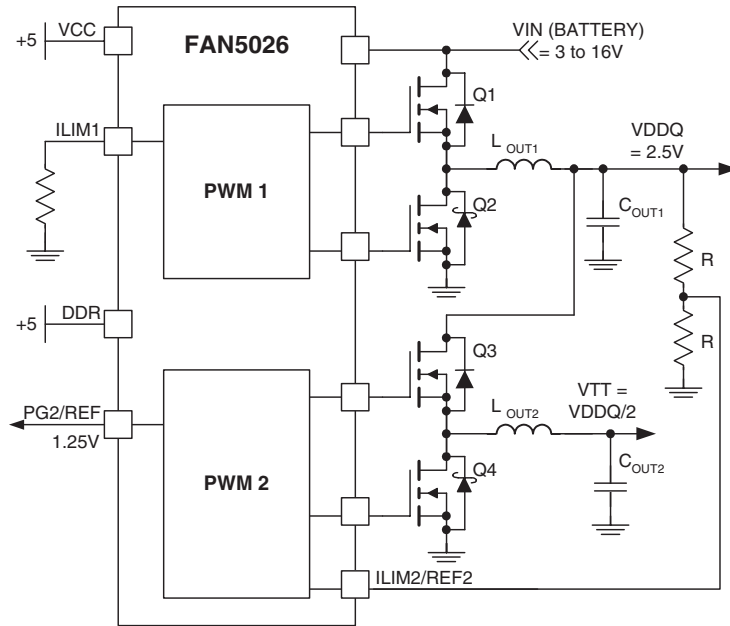 +5
VCC
FAN5026
VIN (BATTERY)
= 3 to 16V
ILIM1
PWM 1
Q1
L OUT1
VDDQ
= 2.5V
Q2
C OUT1
R
R
+5
DDR
Q3
PG2/REF
1.25V
PWM 2
L OUT2
VTT =
VDDQ/2
Q4
C OUT2
ILIM2/REF2